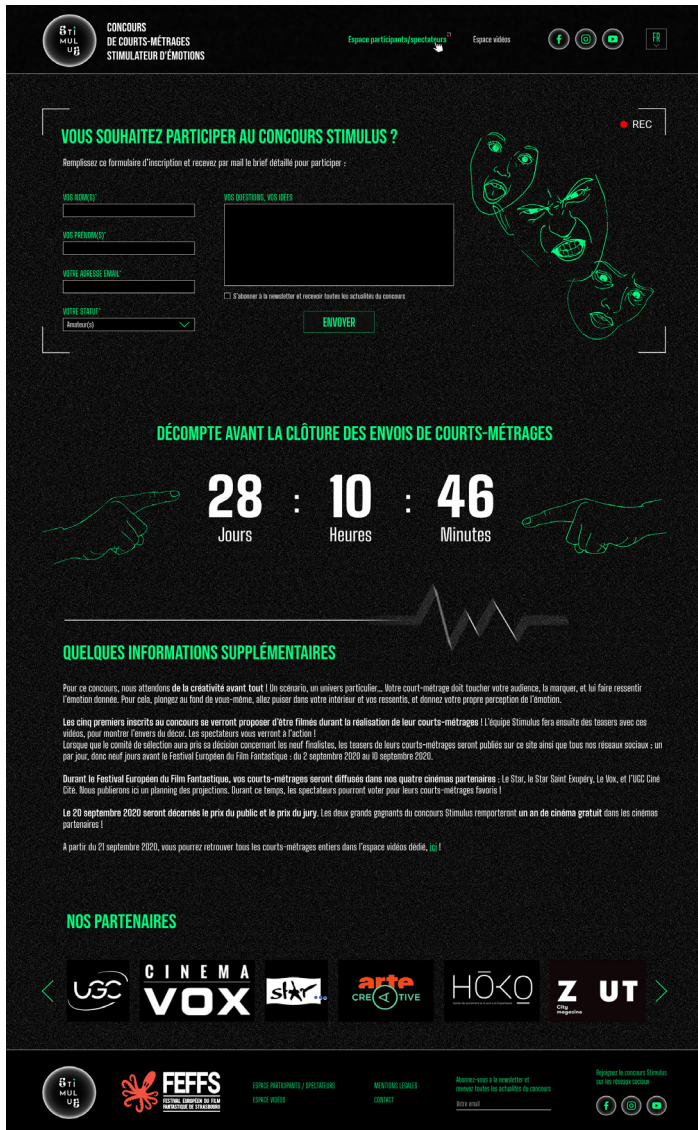 STI
MUL
US
CONCOURS
DE COURTS-MÉTRAGES
STIMULATEUR D'ÉMOTIONS
Espace participants/spectateurs
Espace vidéos
FR
REC
VOUS SOUHAITEZ PARTICIPER AU CONCOURS STIMULUS ?
Remplissez ce formulaire d'inscription et recevez par mail le brief détaillé pour participer :
VOS NOM(S)*
VOS PRENOM(S)*
VOTRE ADRESSE EMAIL*
VOTRE STATUT*
Amateur(s)
VOS QUESTIONS, VOS IDÉES
S'abonner à la newsletter et recevoir toutes les actualités du concours
ENVOYER
DÉCOMPTE AVANT LA CLÔTURE DES ENVOIS DE COURTS-MÉTRAGES
28 : 10 : 46
Jours Heures Minutes
QUELQUES INFORMATIONS SUPPLÉMENTAIRES
Pour ce concours, nous attendons de la créativité avant tout ! Un scénario, un univers particulier... Votre court-métrage doit toucher votre audience, la marquer, et lui faire ressentir
l'émotion donnée. Pour cela, plongez au fond de vous-même, allez puiser dans votre intérieur et vos ressentis, et donnez votre propre perception de l'émotion.
Les cinq premiers inscrits au concours se verront proposer d'être filmés durant la réalisation de leur courts-métrages ! L'équipe Stimulus fera ensuite des teasers avec ces
vidéos, pour montrer l'envers du décor. Les spectateurs vous verront à l'action !
Lorsque que le comité de sélection aura pris sa décision concernant les neuf finalistes, les teasers de leurs courts-métrages seront publiés sur ce site ainsi que tous nos réseaux sociaux : un
par jour, donc neuf jours avant le Festival Européen du Film Fantastique : du 2 septembre 2020 au 10 septembre 2020.
Durant le Festival Européen du Film Fantastique, vos courts-métrages seront diffusés dans nos quatre cinémas partenaires : Le Star, le Star Saint Exupéry, Le Vox, et l'UGC Ciné
Cité. Nous publierons ici un planning des projections. Durant ce temps, les spectateurs pourront voter pour leurs courts-métrages favoris !
Le 20 septembre 2020 seront décernés le prix du public et le prix du jury. Les deux grands gagnants du concours Stimulus remporteront un an de cinéma gratuit dans les cinémas
partenaires !
A partir du 21 septembre 2020, vous pourrez retrouver tous les courts-métrages entiers dans l'espace vidéos dédié, ici !
NOS PARTENAIRES
UGC
CINEMA
VOX
star
arte
CREATIVE
HŌKO
Z UT
City
magazine
STI
MUL
US
FEFFS
FESTIVAL EUROPÉEN DU FILM
FANTASTIQUE DE STRASBOURG
ESPACE PARTICIPANTS / SPECTATEURS
ESPACE VIDÉOS
MENTIONS LÉGALES
CONTACT
Abonnez-vous à la newsletter et
recevez toutes les actualités du concours
Votre email
Rejoignez le concours Stimulus
sur les réseaux sociaux